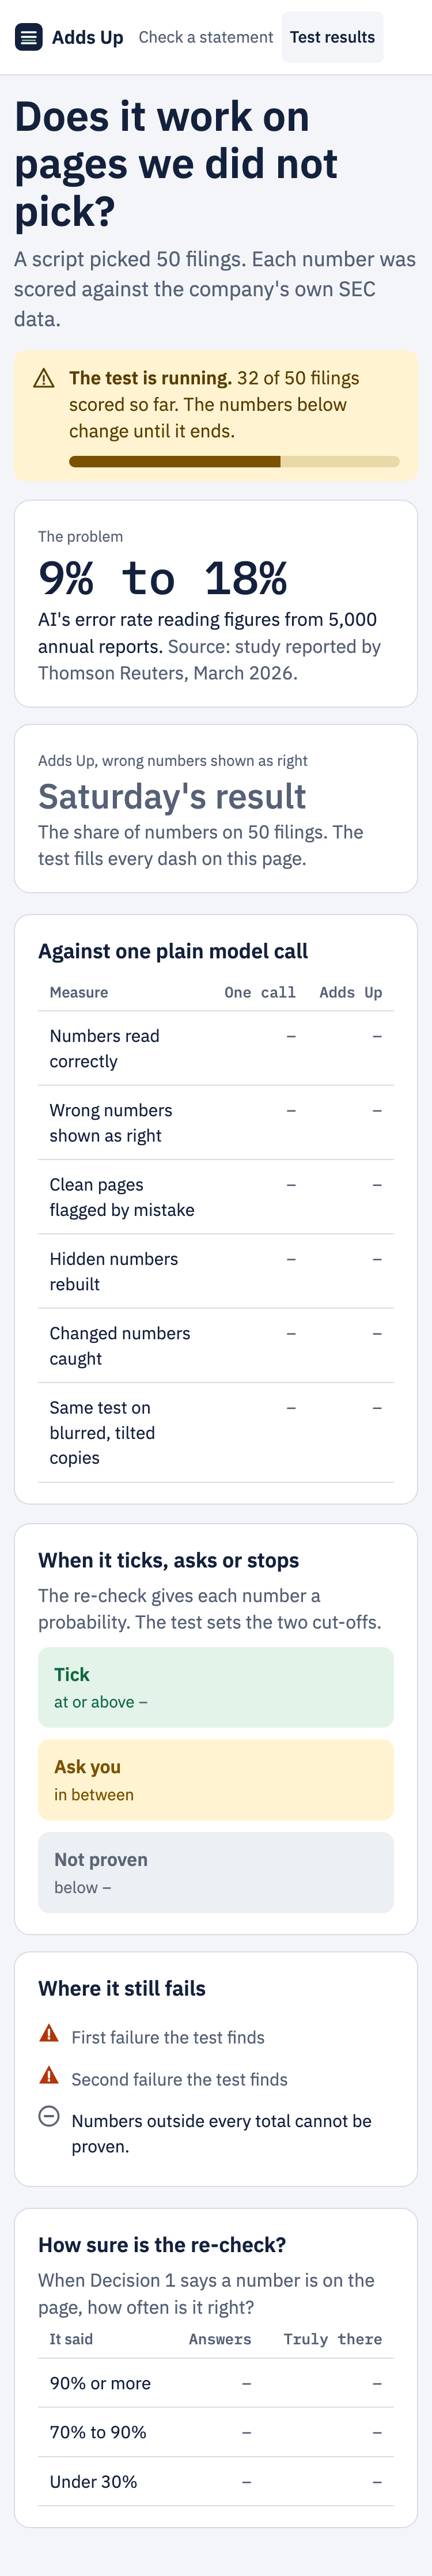 Adds Up Check a statement Test results
Does it work on
pages we did not
pick?
A script picked 50 filings. Each number was
scored against the company's own SEC
data.
The test is running. 32 of 50 filings
scored so far. The numbers below
change until it ends.
The problem
9% to 18%
AI's error rate reading figures from 5,000
annual reports. Source: study reported by
Thomson Reuters, March 2026.
Adds Up, wrong numbers shown as right
Saturday's result
The share of numbers on 50 filings. The
test fills every dash on this page.
Against one plain model call
Measure One call Adds Up
Numbers read – –
correctly
Wrong numbers – –
shown as right
Clean pages – –
flagged by mistake
Hidden numbers – –
rebuilt
Changed numbers – –
caught
Same test on – –
blurred, tilted
copies
When it ticks, asks or stops
The re-check gives each number a
probability. The test sets the two cut-offs.
Tick
at or above –
Ask you
in between
Not proven
below –
Where it still fails
First failure the test finds
Second failure the test finds
Numbers outside every total cannot be
proven.
How sure is the re-check?
When Decision 1 says a number is on the
page, how often is it right?
It said Answers Truly there
90% or more – –
70% to 90% – –
Under 30% – –